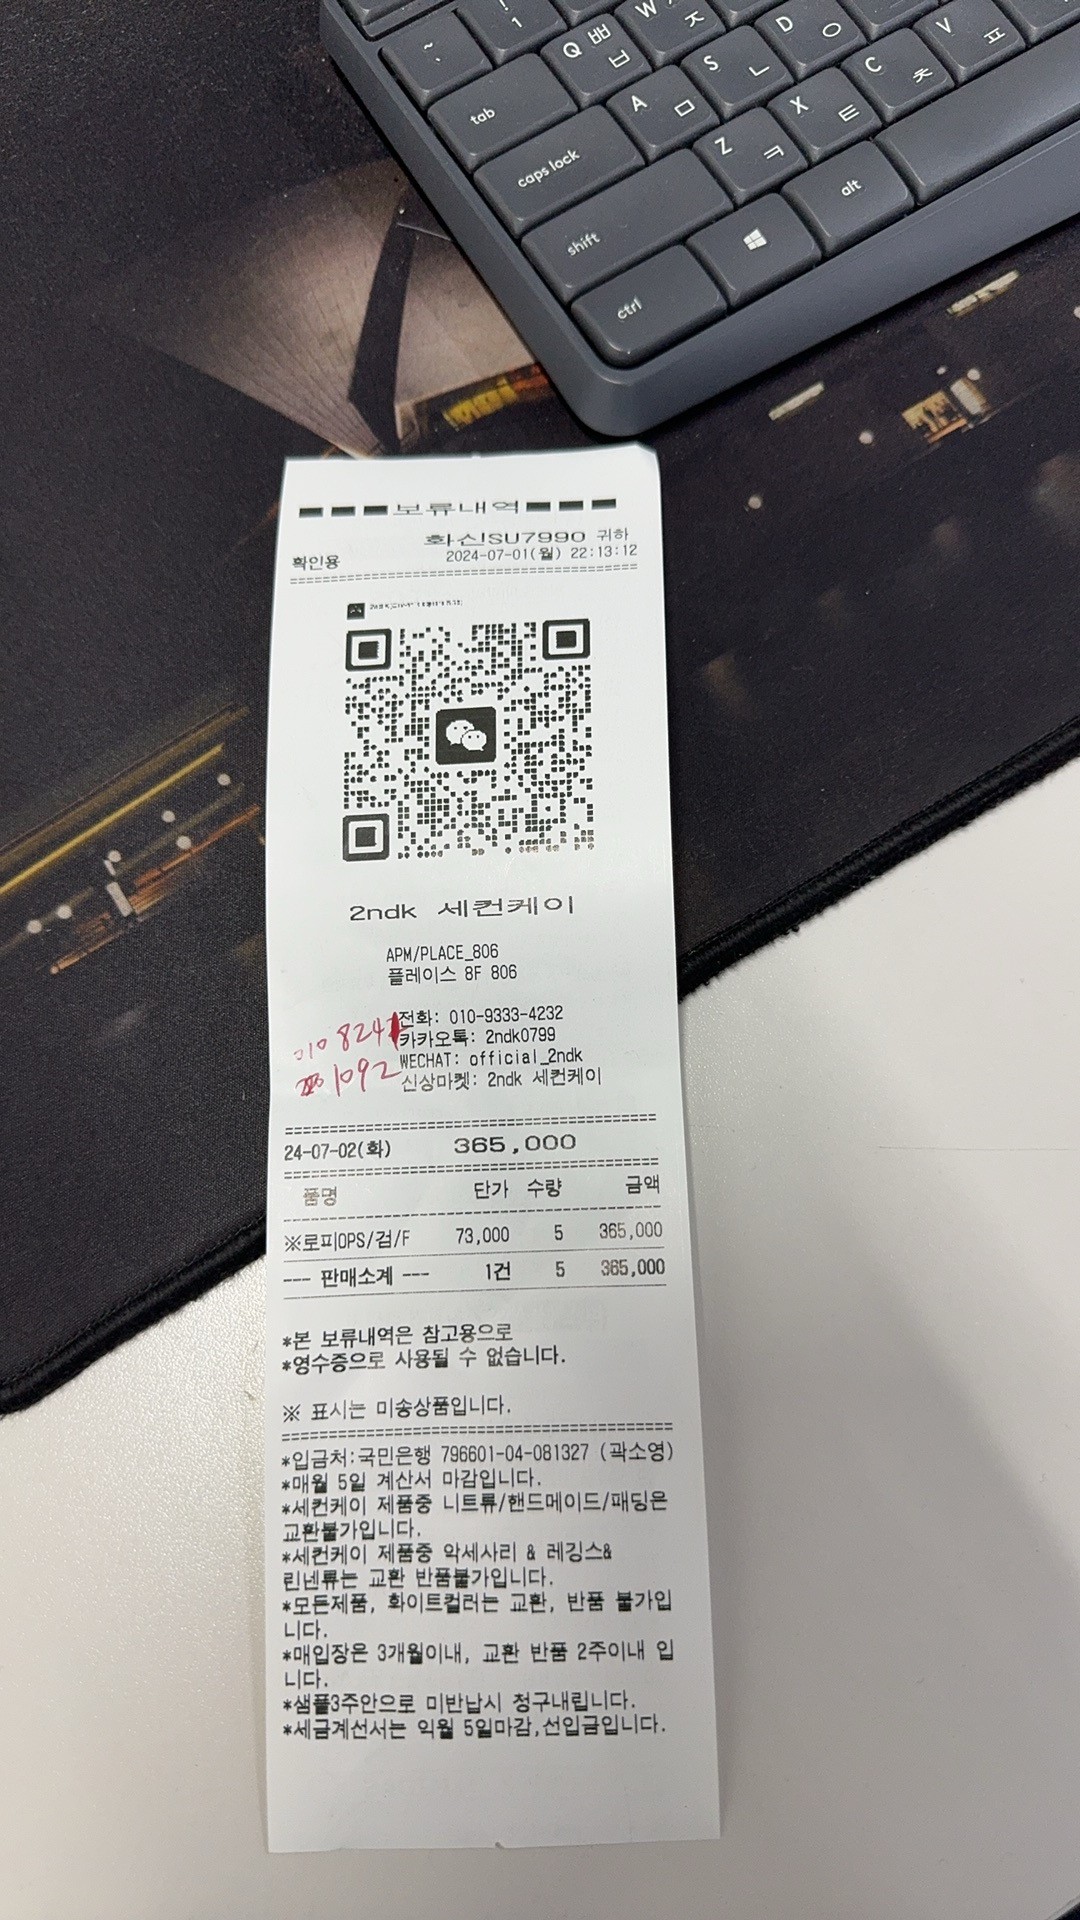 ~
`
!
1
Q ㅃ
ㅂ
W ㅈ
tab
A ㅁ
S ㄴ
D ㅇ
caps lock
Z ㅋ
X ㅌ
C ㅊ
V ㅍ
shift
alt
ctrl
보류내역
화신!SU7990 귀하
확인용 2024-07-01(월) 22:13:12
2ndk 세컨케이
APM/PLACE_806
플레이스 8F 806
전화: 010-9333-4232
카카오톡: 2ndk0799
WECHAT: official_2ndk
신상마켓: 2ndk 세컨케이
010 824
1092
24-07-02(화) 365,000
품명 단가 수량 금액
※로피OPS/검/F 73,000 5 365,000
--- 판매소계 --- 1건 5 365,000
*본 보류내역은 참고용으로
*영수증으로 사용될 수 없습니다.
※ 표시는 미송상품입니다.
*입금처:국민은행 796601-04-081327 (곽소영)
*매월 5일 계산서 마감입니다.
*세컨케이 제품중 니트류/핸드메이드/패딩은
교환불가입니다.
*세컨케이 제품중 악세사리 & 레깅스&
린넨류는 교환 반품불가입니다.
*모든제품, 화이트컬러는 교환, 반품 불가입
니다.
*매입장은 3개월이내, 교환 반품 2주이내 입
니다.
*샘플3주안으로 미반납시 청구내립니다.
*세금계선서는 익월 5일마감,선입금입니다.